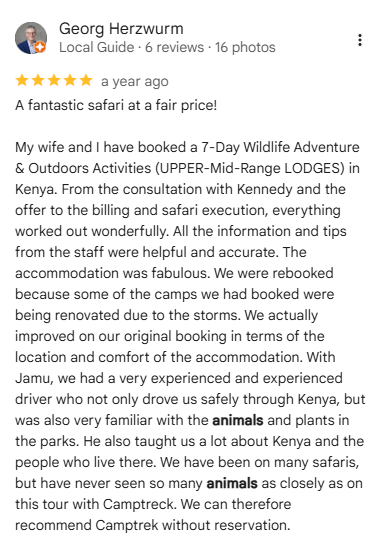 Georg Herzwurm
Local Guide · 6 reviews · 16 photos
a year ago
A fantastic safari at a fair price!
My wife and I have booked a 7-Day Wildlife Adventure
& Outdoors Activities (UPPER-Mid-Range LODGES) in
Kenya. From the consultation with Kennedy and the
offer to the billing and safari execution, everything
worked out wonderfully. All the information and tips
from the staff were helpful and accurate. The
accommodation was fabulous. We were rebooked
because some of the camps we had booked were
being renovated due to the storms. We actually
improved on our original booking in terms of the
location and comfort of the accommodation. With
Jamu, we had a very experienced and experienced
driver who not only drove us safely through Kenya, but
was also very familiar with the animals and plants in
the parks. He also taught us a lot about Kenya and the
people who live there. We have been on many safaris,
but have never seen so many animals as closely as on
this tour with Camptreck. We can therefore
recommend Camptrek without reservation.